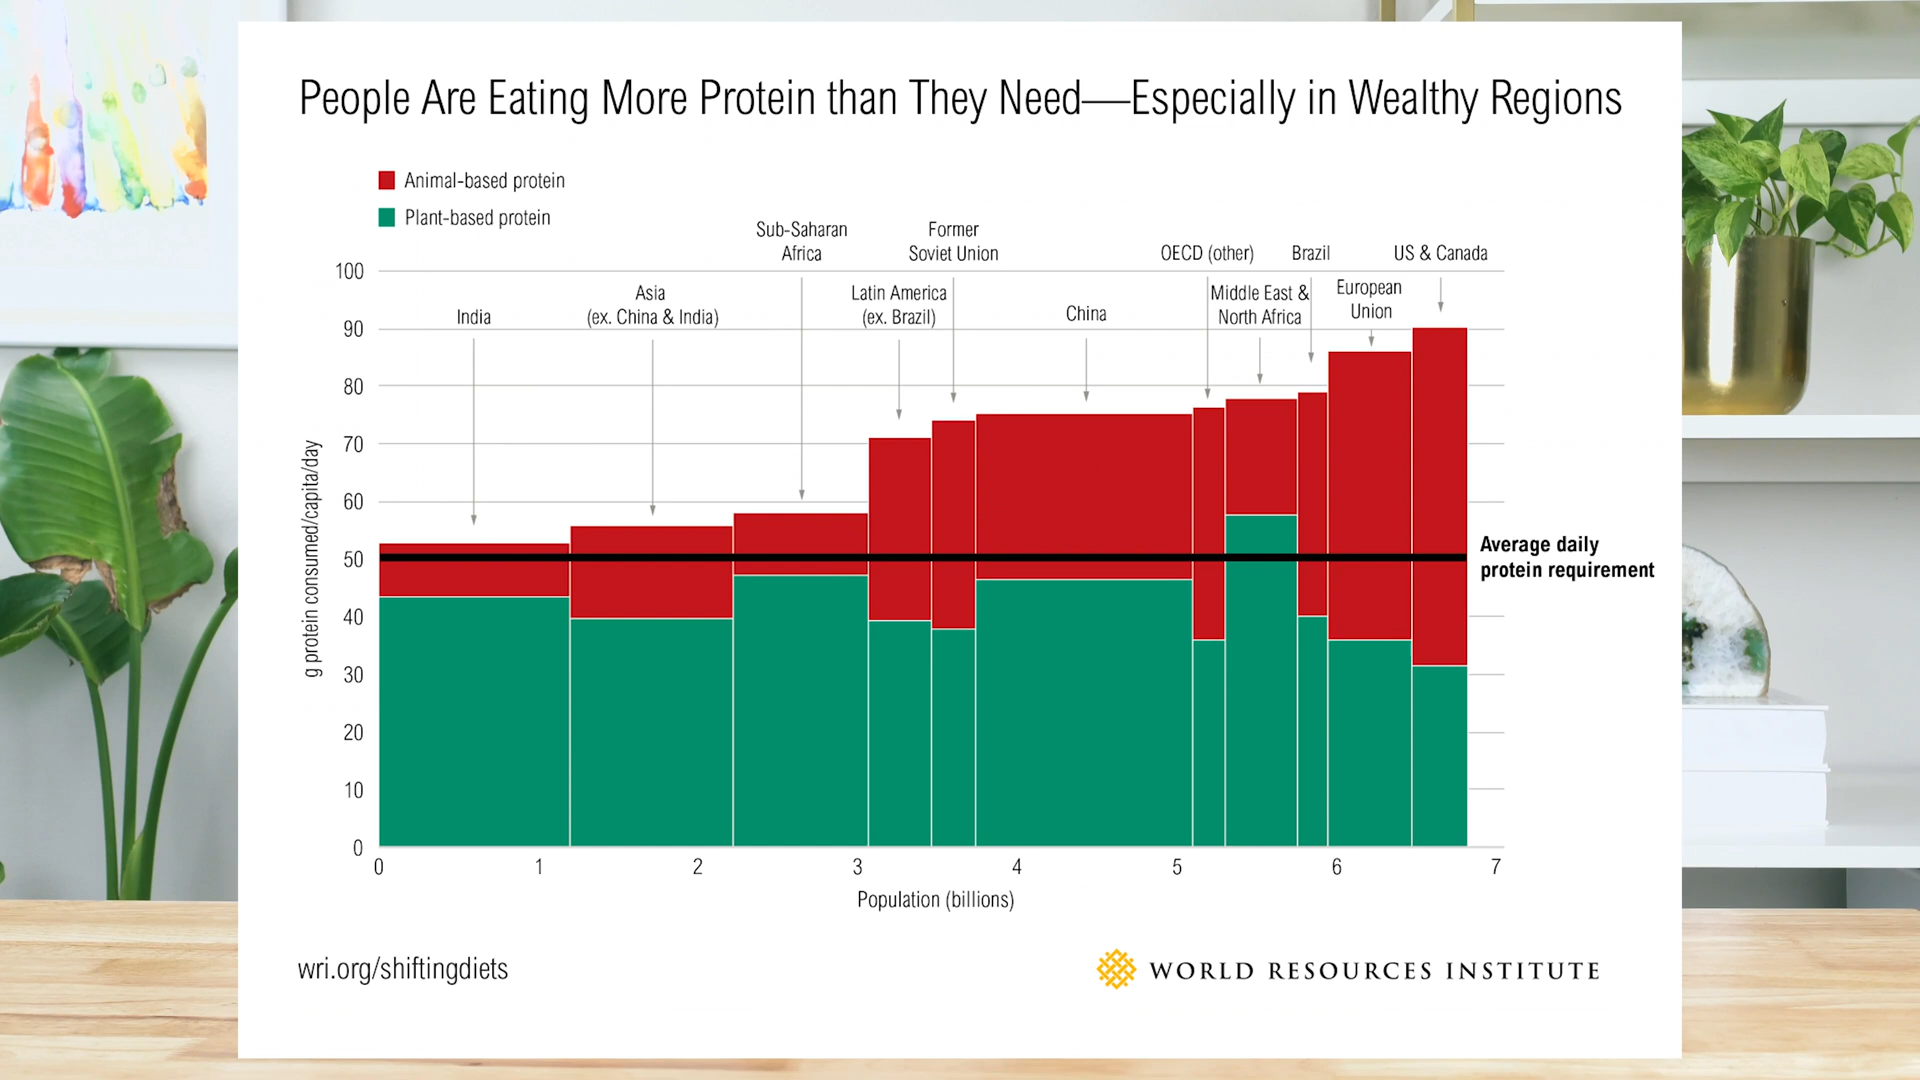 People Are Eating More Protein than They Need—Especially in Wealthy Regions
Animal-based protein
Plant-based protein
Sub-Saharan
Africa
Former
Soviet Union
OECD (other)
Brazil
US & Canada
India
Asia
(ex. China & India)
Latin America
(ex. Brazil)
China
Middle East &
North Africa
European
Union
g protein consumed/capita/day
100
90
80
70
60
50
40
30
20
10
0
Average daily
protein requirement
0 1 2 3 4 5 6 7
Population (billions)
wri.org/shiftingdiets
WORLD RESOURCES INSTITUTE